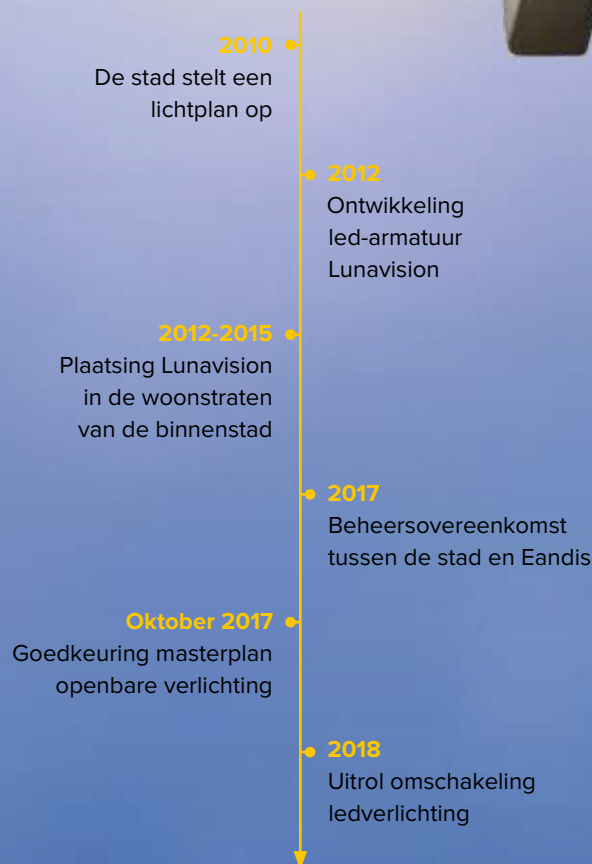 2010
De stad stelt een
lichtplan op
2012
Ontwikkeling
led-armatuur
Lunavision
2012-2015
Plaatsing Lunavision
in de woonstraten
van de binnenstad
2017
Beheersovereenkomst
tussen de stad en Eandis
Oktober 2017
Goedkeuring masterplan
openbare verlichting
2018
Uitrol omschakeling
ledverlichting